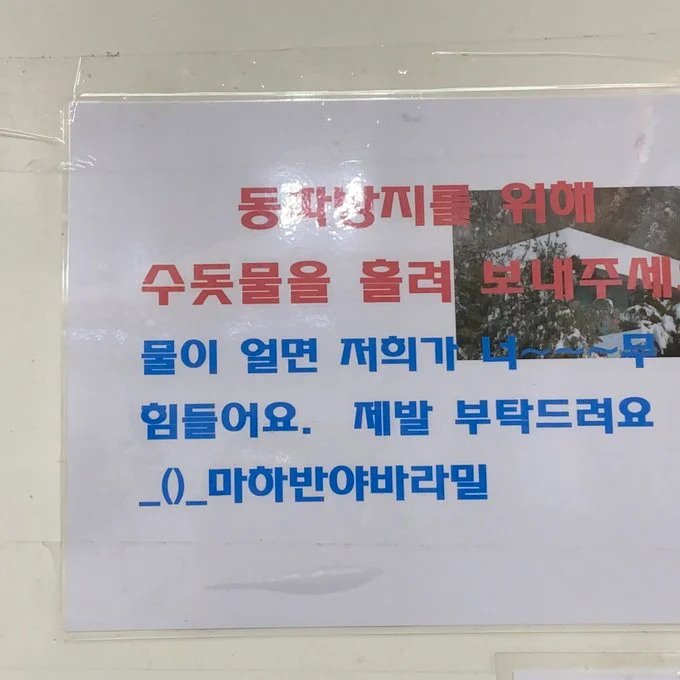 동파방지를 위해
수돗물을 흘려 보내주세
물이 얼면 저희가 너~~~무
힘들어요. 제발 부탁드려요
_()_마하반야바라밀